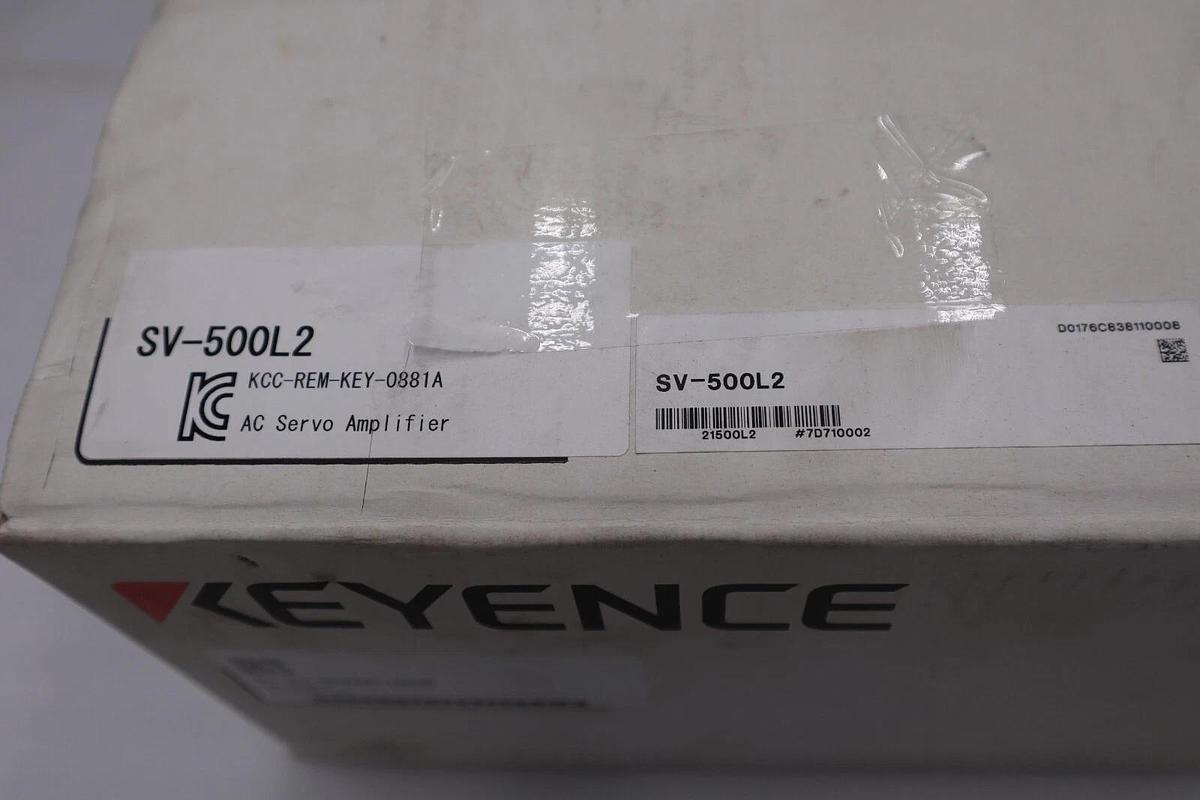 SV-500L2
KCC-REM-KEY-0881A
AC Servo Amplifier
D0176C838110008
SV-500L2
21500L2 #7D710002
KEYENCE